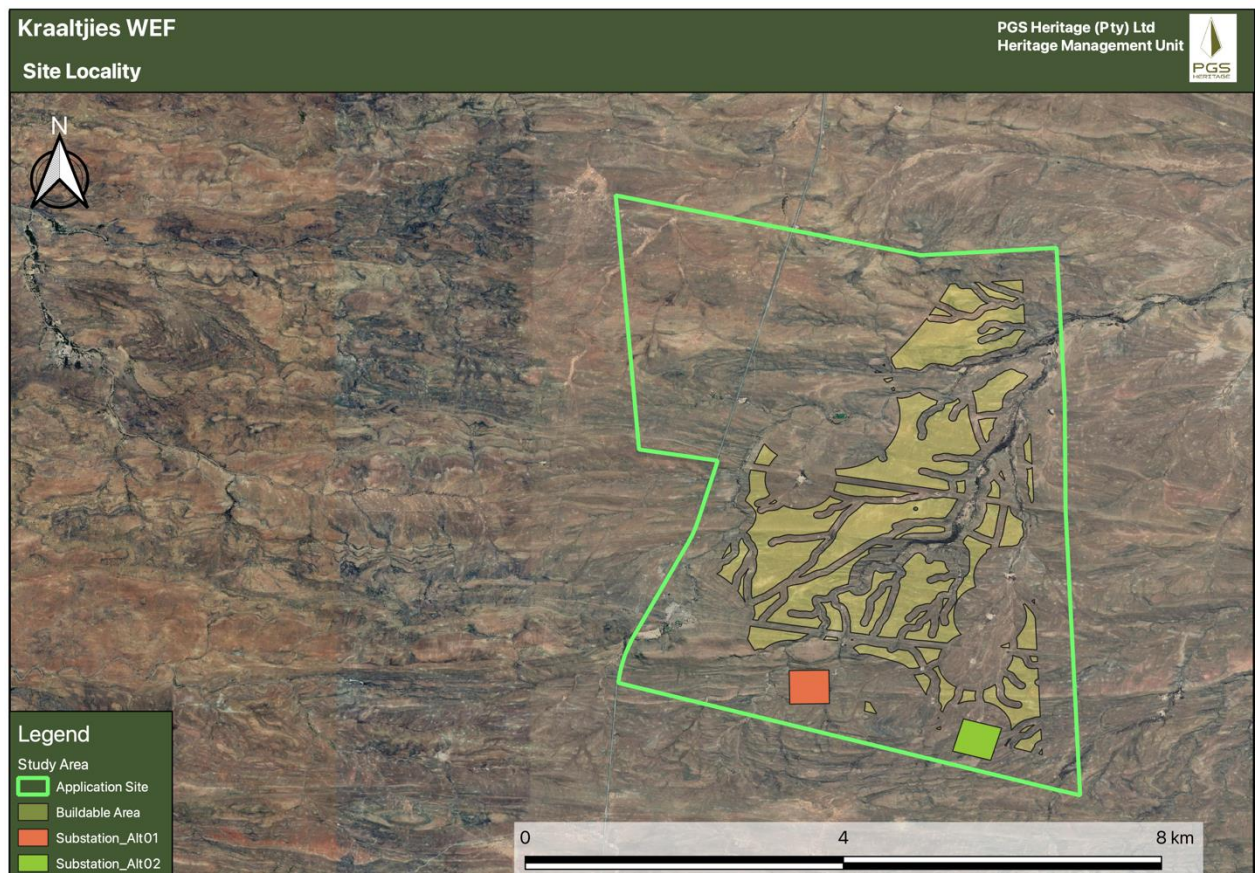 Kraaltjies WEF
Site Locality
PGS Heritage (Pty) Ltd
Heritage Management Unit
PGS
HERITAGE
N
Legend
Study Area
Application Site
Buildable Area
Substation_Alt01
Substation_Alt02
0 4 8 km